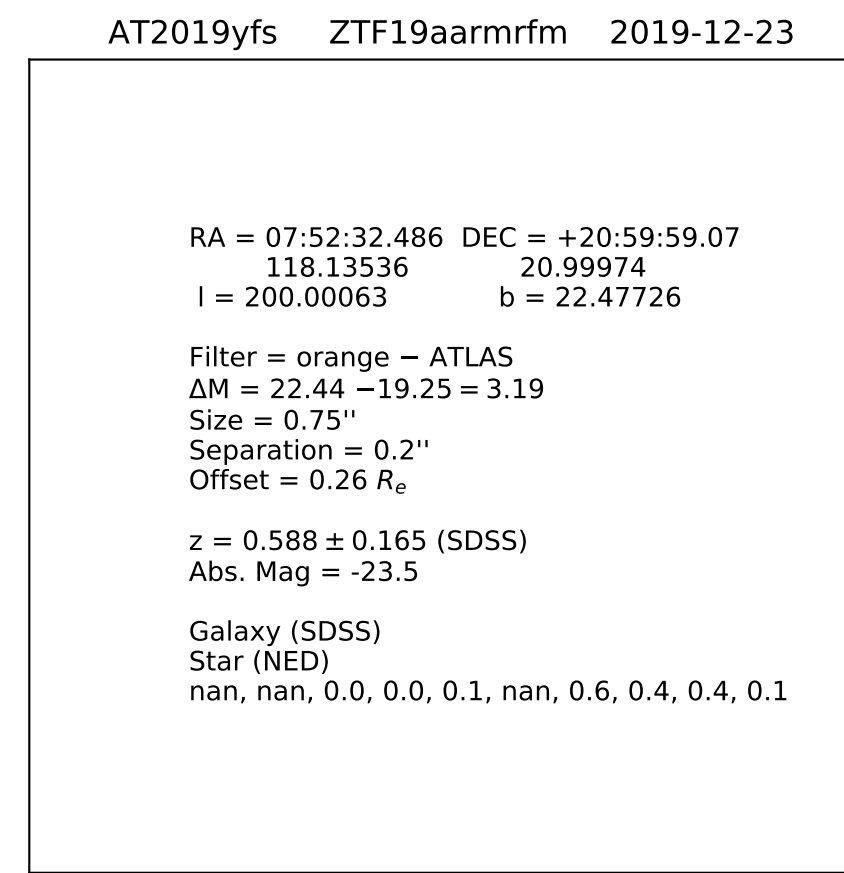 AT2019yfs ZTF19aarmrfm 2019-12-23
RA = 07:52:32.486 DEC = +20:59:59.07
118.13536 20.99974
l = 200.00063 b = 22.47726
Filter = orange − ATLAS
ΔM = 22.44 −19.25 = 3.19
Size = 0.75''
Separation = 0.2''
Offset = 0.26 Re
z = 0.588 ± 0.165 (SDSS)
Abs. Mag = -23.5
Galaxy (SDSS)
Star (NED)
nan, nan, 0.0, 0.0, 0.1, nan, 0.6, 0.4, 0.4, 0.1